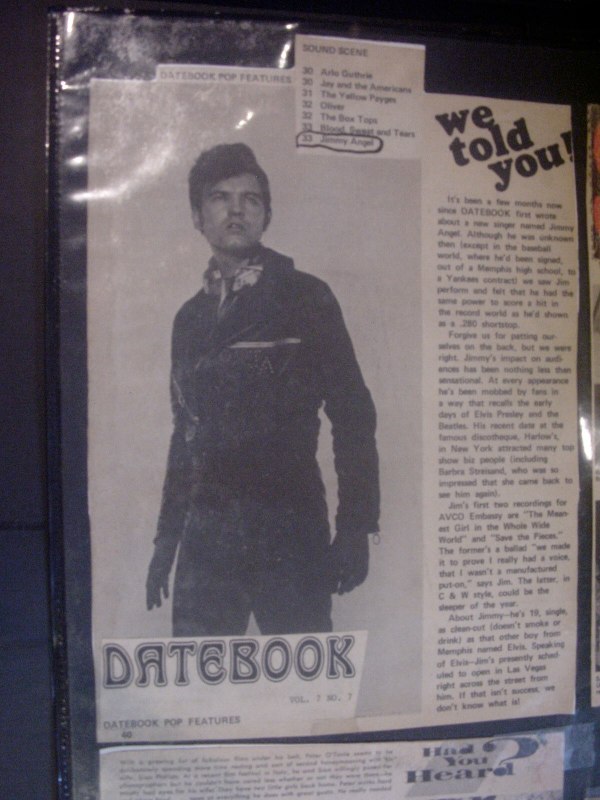 SOUND SCENE
30 Arlo Guthrie
30 Jay and the Americans
31 The Yellow Payges
32 Oliver
32 The Box Tops
33 Blood, Sweat and Tears
33 Jimmy Angel
DATEBOOK POP FEATURES
we
told
you!
It's been a few months now
since DATEBOOK first wrote
about a new singer named Jimmy
Angel. Although he was unknown
then (except in the baseball
world, where he'd been signed,
out of a Memphis high school, to
a Yankees contract) we saw Jim
perform and felt that he had the
same power to score a hit in
the record world as he'd shown
as a .280 shortstop.
Forgive us for patting our-
selves on the back, but we were
right. Jimmy's impact on audi-
ences has been nothing less then
sensational. At every appearance
he's been mobbed by fans in
a way that recalls the early
days of Elvis Presley and the
Beatles. His recent date at the
famous discotheque, Harlow's,
in New York attracted many top
show biz people (including
Barbra Streisand, who was so
impressed that she came back to
see him again).
Jim's first two recordings for
AVCO Embassy are "The Mean-
est Girl in the Whole Wide
World" and "Save the Pieces."
The former's a ballad "we made
it to prove I really had a voice,
that I wasn't a manufactured
put-on," says Jim. The latter, in
C & W style, could be the
sleeper of the year.
About Jimmy—he's 19, single,
as clean-cut (doesn't smoke or
drink) as that other boy from
Memphis named Elvis. Speaking
of Elvis—Jim's presently sched-
uled to open in Las Vegas
right across the street from
him. If that isn't success, we
don't know what is!
DATEBOOK
VOL. 7 NO. 7
DATEBOOK POP FEATURES
60
Had
You
Heard
?